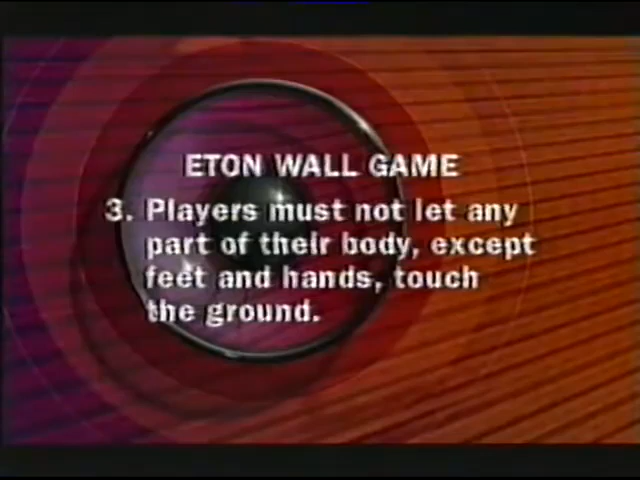 ETON WALL GAME
3. Players must not let any
part of their body, except
feet and hands, touch
the ground.